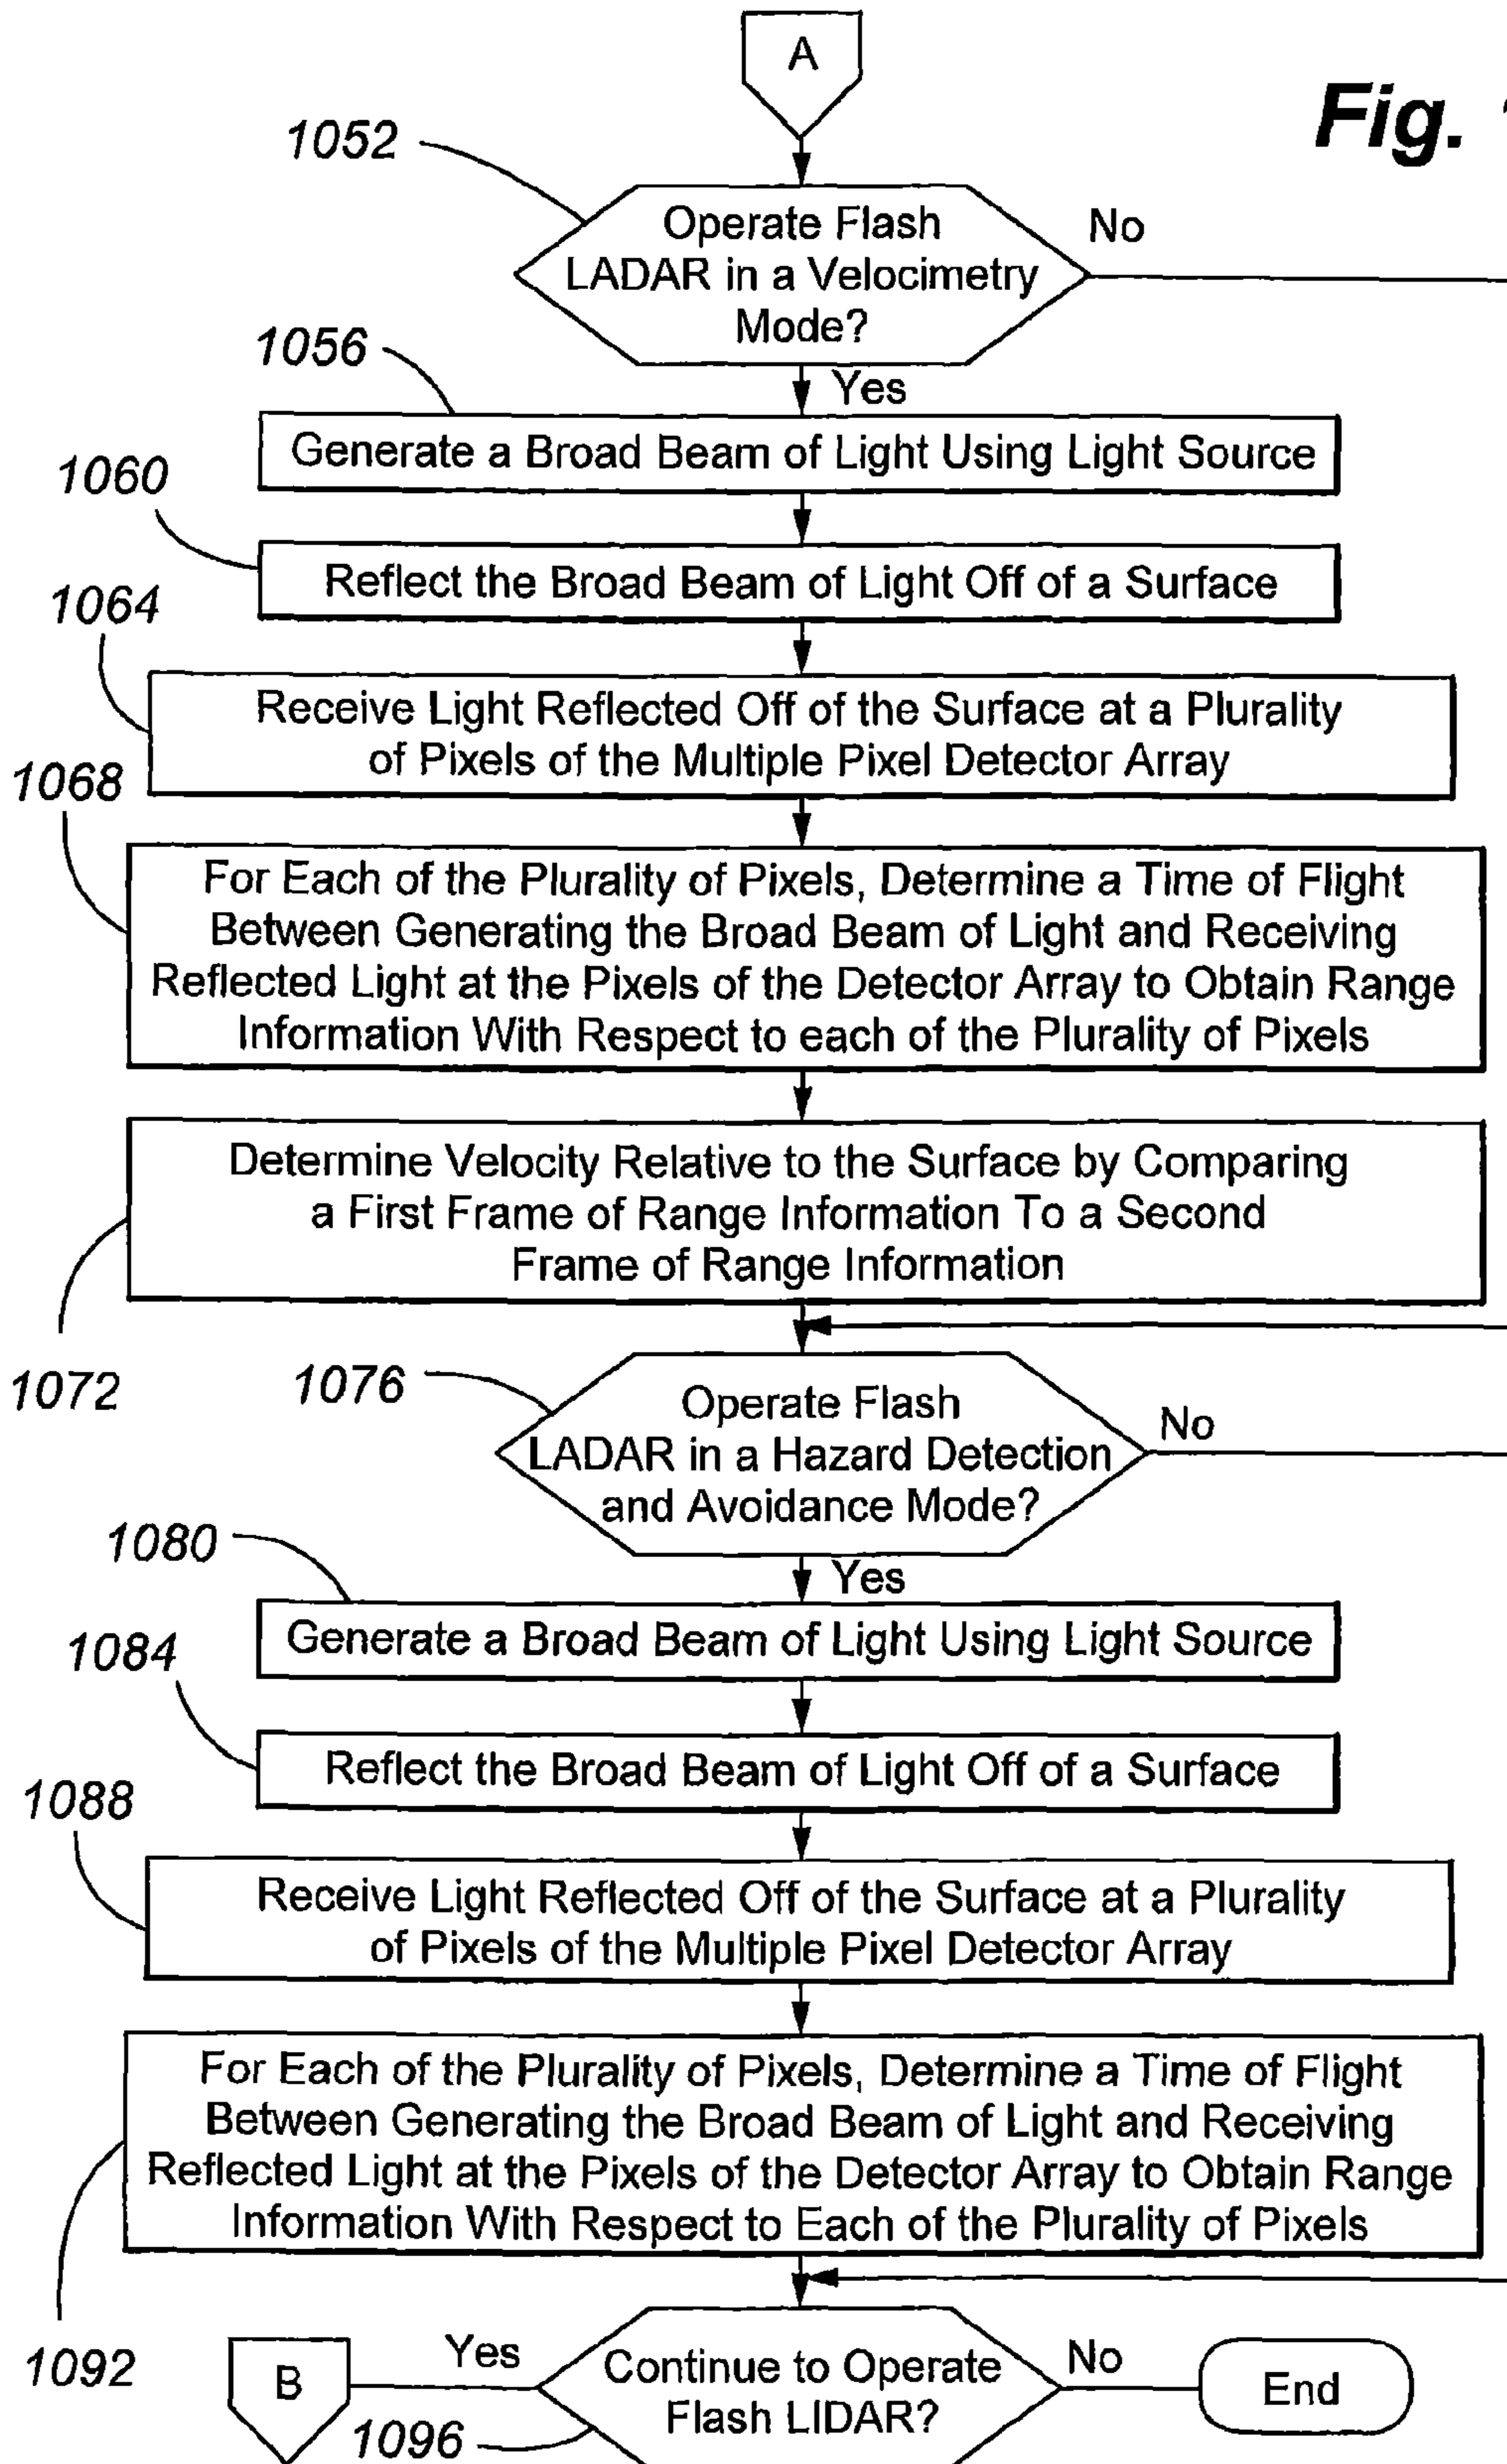 A
Fig. 1
1052
Operate Flash
LADAR in a Velocimetry
Mode?
No
Yes
1056
Generate a Broad Beam of Light Using Light Source
1060
Reflect the Broad Beam of Light Off of a Surface
1064
Receive Light Reflected Off of the Surface at a Plurality
of Pixels of the Multiple Pixel Detector Array
1068
For Each of the Plurality of Pixels, Determine a Time of Flight
Between Generating the Broad Beam of Light and Receiving
Reflected Light at the Pixels of the Detector Array to Obtain Range
Information With Respect to each of the Plurality of Pixels
Determine Velocity Relative to the Surface by Comparing
a First Frame of Range Information To a Second
Frame of Range Information
1072
1076
Operate Flash
LADAR in a Hazard Detection
and Avoidance Mode?
No
Yes
1080
Generate a Broad Beam of Light Using Light Source
1084
Reflect the Broad Beam of Light Off of a Surface
1088
Receive Light Reflected Off of the Surface at a Plurality
of Pixels of the Multiple Pixel Detector Array
For Each of the Plurality of Pixels, Determine a Time of Flight
Between Generating the Broad Beam of Light and Receiving
Reflected Light at the Pixels of the Detector Array to Obtain Range
Information With Respect to Each of the Plurality of Pixels
1092
B
Yes
Continue to Operate
Flash LIDAR?
No
End
1096